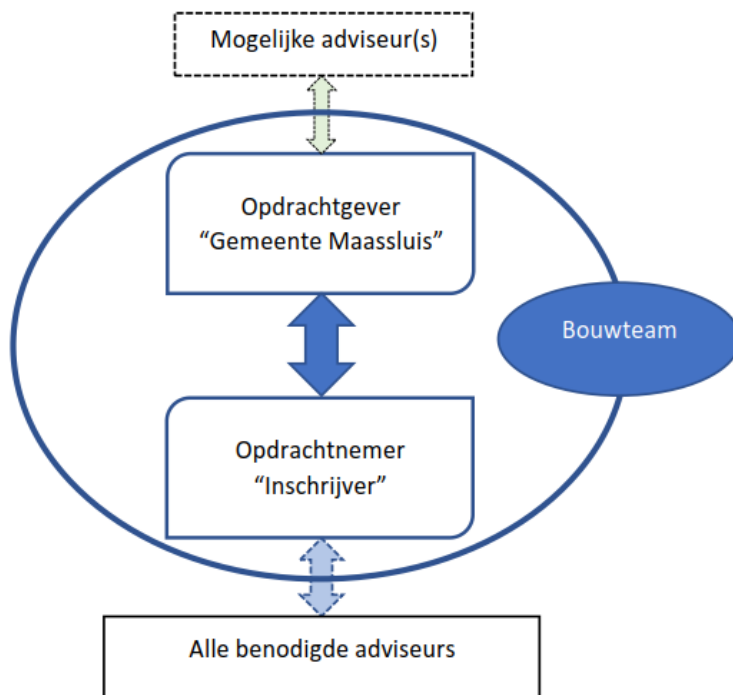 Mogelijke adviseur(s)
Opdrachtgever
“Gemeente Maassluis”
Bouwteam
Opdrachtnemer
“Inschrijver”
Alle benodigde adviseurs